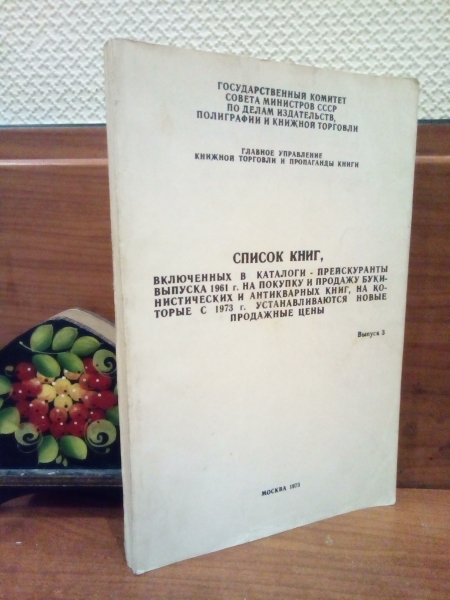 ГОСУДАРСТВЕННЫЙ КОМИТЕТ
СОВЕТА МИНИСТРОВ СССР
ПО ДЕЛАМ ИЗДАТЕЛЬСТВ,
ПОЛИГРАФИИ И КНИЖНОЙ ТОРГОВЛИ
ГЛАВНОЕ УПРАВЛЕНИЕ
КНИЖНОЙ ТОРГОВЛИ И ПРОПАГАНДЫ КНИГИ
СПИСОК КНИГ,
ВКЛЮЧЕННЫХ В КАТАЛОГИ-ПРЕЙСКУРАНТЫ
ВЫПУСКА 1961 г. НА ПОКУПКУ И ПРОДАЖУ БУКИ-
НИСТИЧЕСКИХ И АНТИКВАРНЫХ КНИГ, НА КО-
ТОРЫЕ С 1973 г. УСТАНАВЛИВАЮТСЯ НОВЫЕ
ПРОДАЖНЫЕ ЦЕНЫ
Выпуск 3
МОСКВА 1973